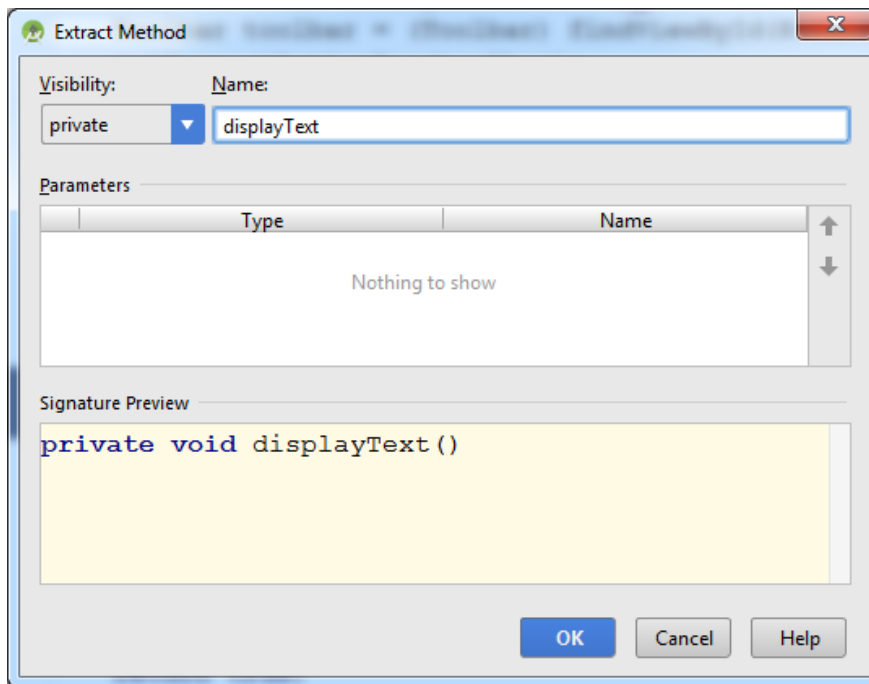 Extract Method
Visibility: Name:
private displayText
Parameters
Type Name
Nothing to show
Signature Preview
private void displayText()
OK Cancel Help